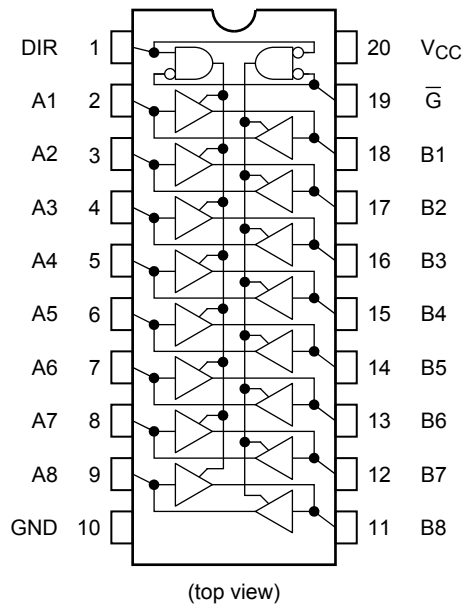 DIR 1 20 VCC
A1 2 19 G̅
A2 3 18 B1
A3 4 17 B2
A4 5 16 B3
A5 6 15 B4
A6 7 14 B5
A7 8 13 B6
A8 9 12 B7
GND 10 11 B8
(top view)